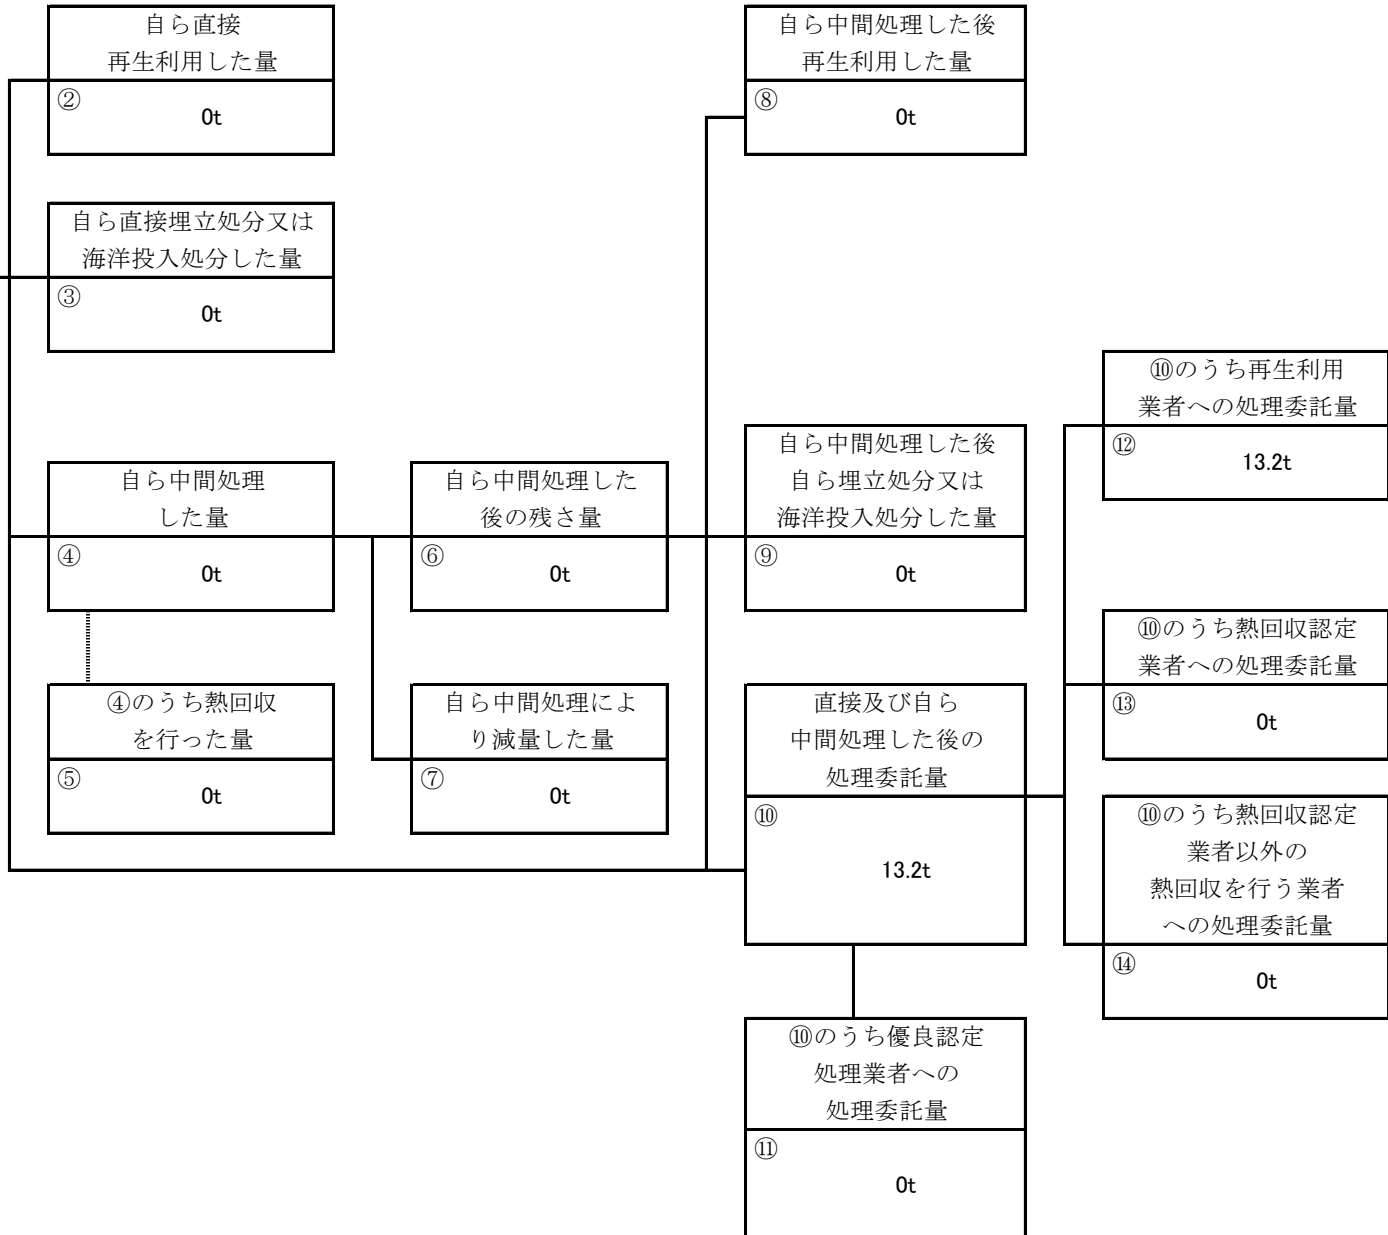 自ら直接
再生利用した量
②
0t
自ら中間処理した後
再生利用した量
⑧
0t
自ら直接埋立処分又は
海洋投入処分した量
③
0t
⑩のうち再生利用
業者への処理委託量
⑫
13.2t
自ら中間処理
した量
④
0t
自ら中間処理した
後の残さ量
⑥
0t
自ら中間処理した後
自ら埋立処分又は
海洋投入処分した量
⑨
0t
⑩のうち熱回収認定
業者への処理委託量
⑬
0t
④のうち熱回収
を行った量
⑤
0t
自ら中間処理によ
り減量した量
⑦
0t
直接及び自ら
中間処理した後の
処理委託量
⑩
13.2t
⑩のうち熱回収認定
業者以外の
熱回収を行う業者
への処理委託量
⑭
0t
⑩のうち優良認定
処理業者への
処理委託量
⑪
0t